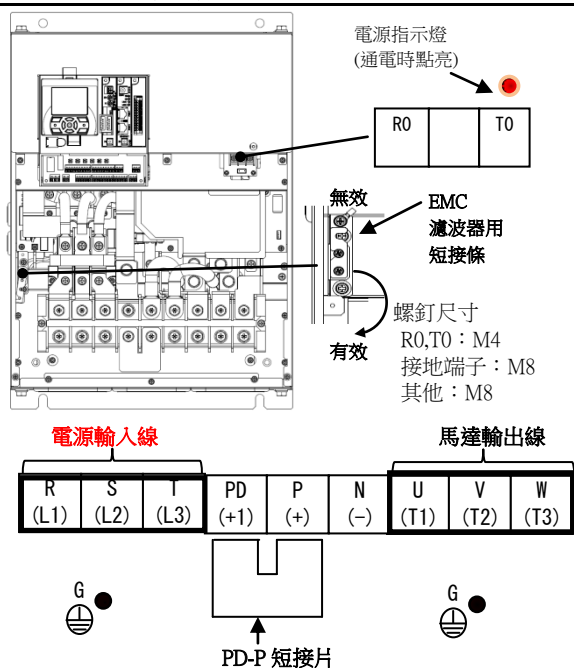 電源指示燈
(通電時點亮)
R0
T0
無效
EMC
濾波器用
短接條
有效
螺釘尺寸
R0,T0：M4
接地端子：M8
其他：M8
電源輸入線
馬達輸出線
R S T PD P N U V W
(L1) (L2) (L3) (+1) (+) (−) (T1) (T2) (T3)
G
G
PD-P 短接片